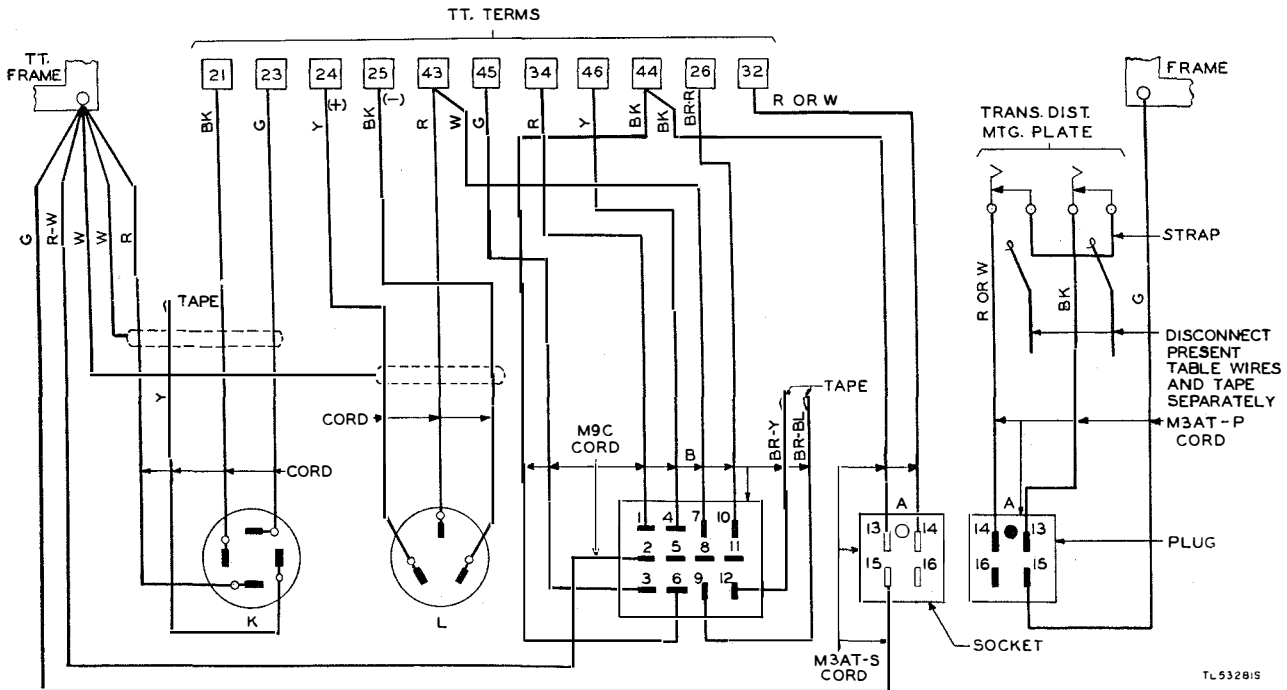 TT. TERMS
TT.
FRAME
21
23
24
25
43
45
34
46
44
26
32
FRAME
(+)
(-)
BK
G
Y
BK
R
W
G
R
Y
BK
BK
BR-R
R OR W
TRANS. DIST.
MTG. PLATE
STRAP
G
R-W
W
W
R
TAPE
Y
R OR W
BK
G
DISCONNECT
PRESENT
TABLE WIRES
AND TAPE
SEPARATELY
M3AT-P
CORD
CORD
CORD
M9C
CORD
B
TAPE
BR-Y
BR-BL
K
L
1
4
7
10
2
5
8
11
3
6
9
12
A
13
14
15
16
A
14
13
16
15
PLUG
SOCKET
M3AT-S
CORD
TL53281S